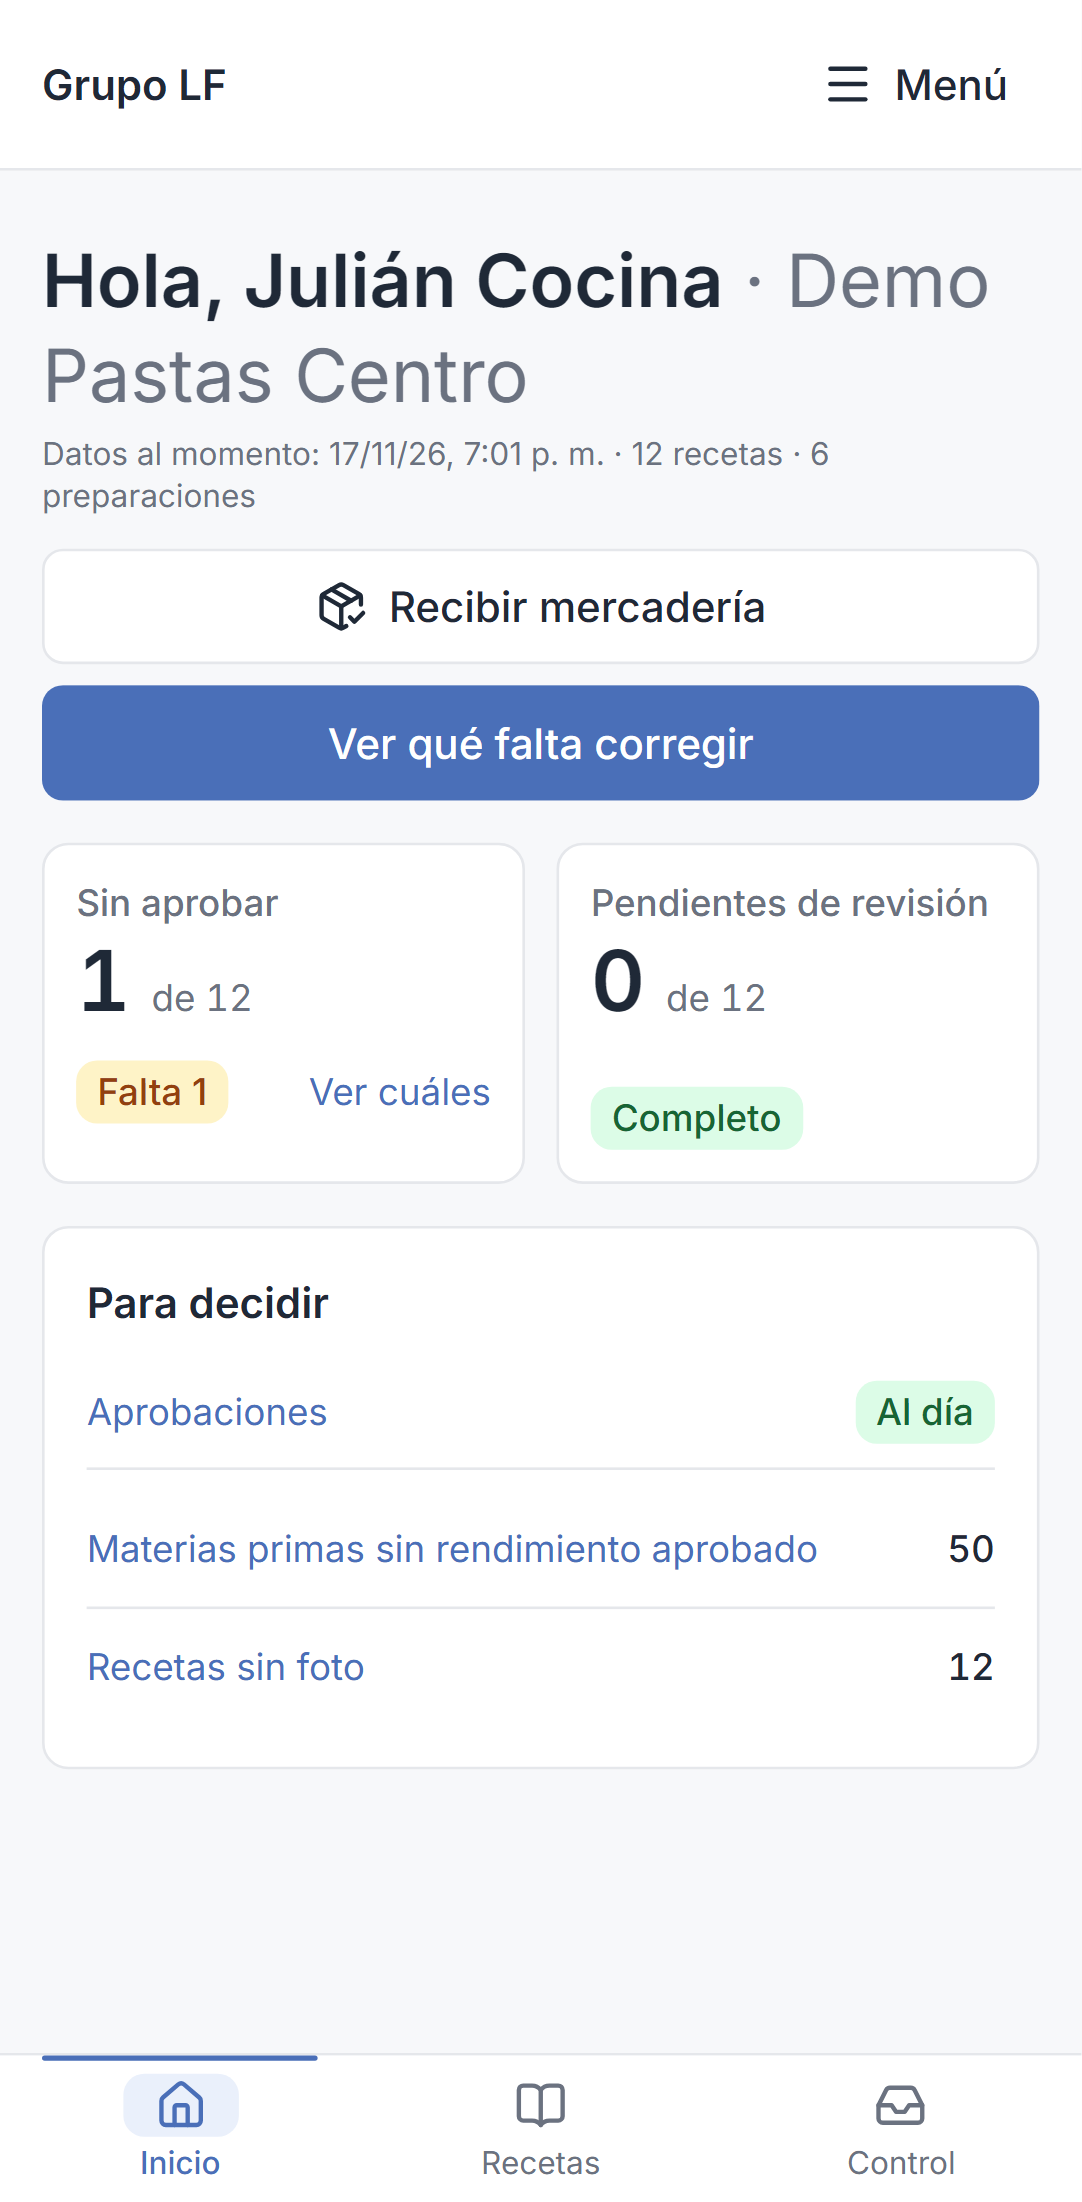 Grupo LF
Menú
Hola, Julián Cocina · Demo
Pastas Centro
Datos al momento: 17/11/26, 7:01 p. m. · 12 recetas · 6
preparaciones
Recibir mercadería
Ver qué falta corregir
Sin aprobar
1 de 12
Falta 1
Ver cuáles
Pendientes de revisión
0 de 12
Completo
Para decidir
Aprobaciones
Al día
Materias primas sin rendimiento aprobado
50
Recetas sin foto
12
Inicio
Recetas
Control